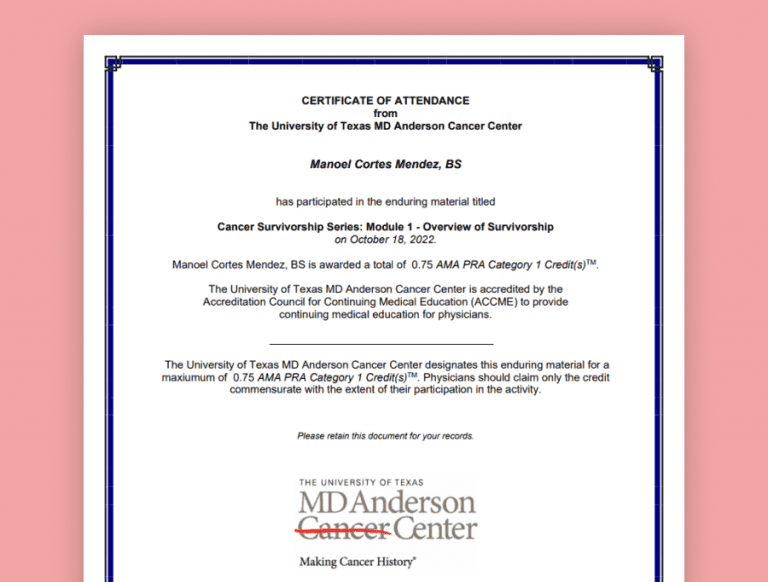 CERTIFICATE OF ATTENDANCE
from
The University of Texas MD Anderson Cancer Center
Manoel Cortes Mendez, BS
has participated in the enduring material titled
Cancer Survivorship Series: Module 1 - Overview of Survivorship
on October 18, 2022.
Manoel Cortes Mendez, BS is awarded a total of 0.75 AMA PRA Category 1 Credit(s)™.
The University of Texas MD Anderson Cancer Center is accredited by the
Accreditation Council for Continuing Medical Education (ACCME) to provide
continuing medical education for physicians.
The University of Texas MD Anderson Cancer Center designates this enduring material for a
maxiumum of 0.75 AMA PRA Category 1 Credit(s)™. Physicians should claim only the credit
commensurate with the extent of their participation in the activity.
Please retain this document for your records.
THE UNIVERSITY OF TEXAS
MD Anderson
Cancer Center
Making Cancer History®